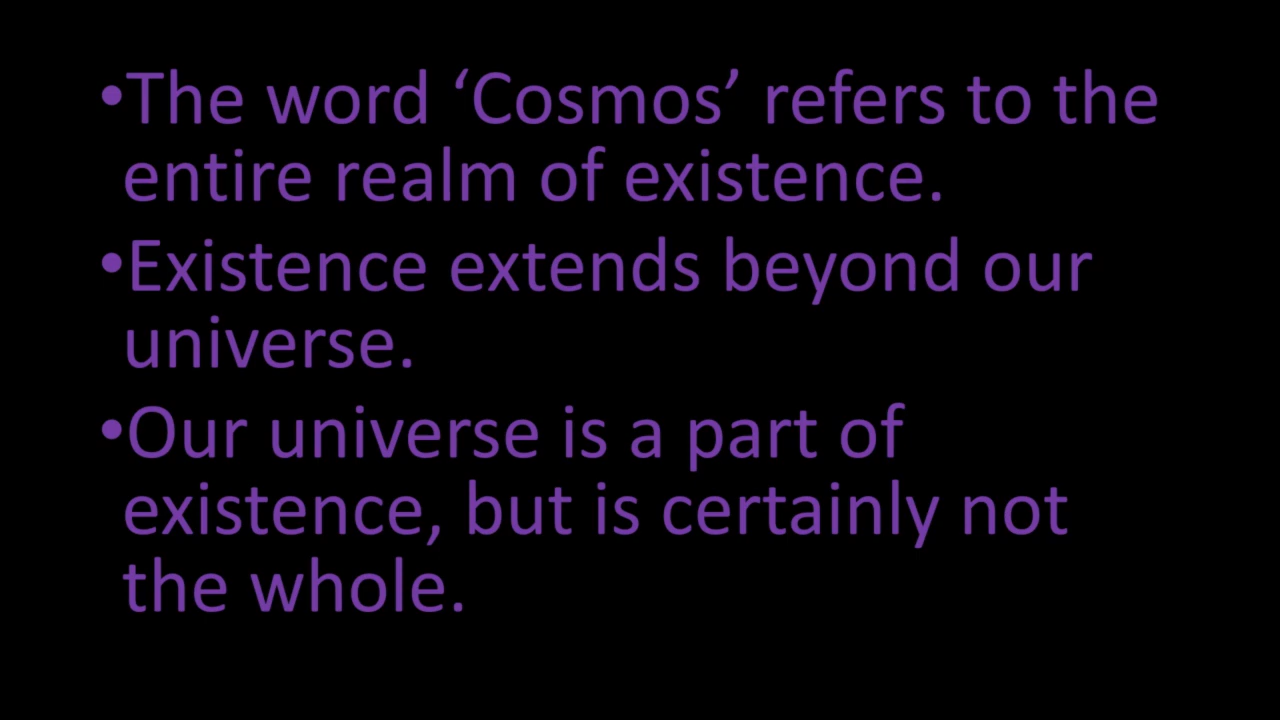 •The word ‘Cosmos’ refers to the
entire realm of existence.
•Existence extends beyond our
universe.
•Our universe is a part of
existence, but is certainly not
the whole.